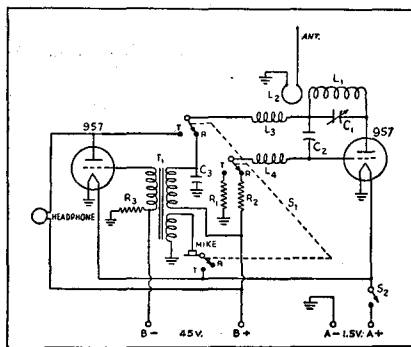 ANT.
L2
L1
957
T
R
L3
C1
957
T1
C2
C3
T
R
L4
R3
R1
R2
S1
HEADPHONE
MIKE
T
R
S2
B- 45V. B+ A- 1.5V. A+